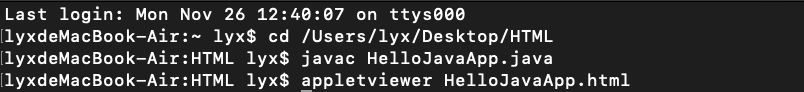 Last login: Mon Nov 26 12:40:07 on ttys000
[lyxdeMacBook-Air:~ lyx$ cd /Users/lyx/Desktop/HTML
[lyxdeMacBook-Air:HTML lyx$ javac HelloJavaApp.java
[lyxdeMacBook-Air:HTML lyx$ appletviewer HelloJavaApp.html